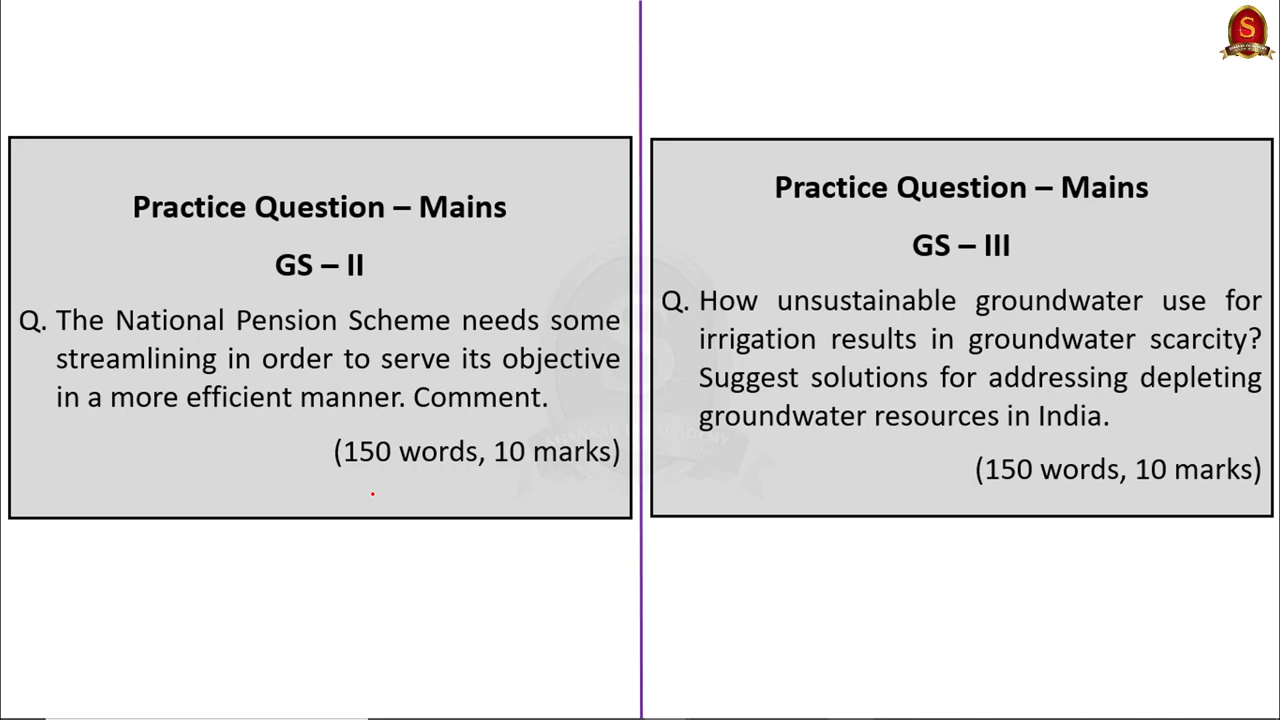 Practice Question – Mains
GS – II
Q. The National Pension Scheme needs some
streamlining in order to serve its objective
in a more efficient manner. Comment.
(150 words, 10 marks)
Practice Question – Mains
GS – III
Q. How unsustainable groundwater use for
irrigation results in groundwater scarcity?
Suggest solutions for addressing depleting
groundwater resources in India.
(150 words, 10 marks)
S